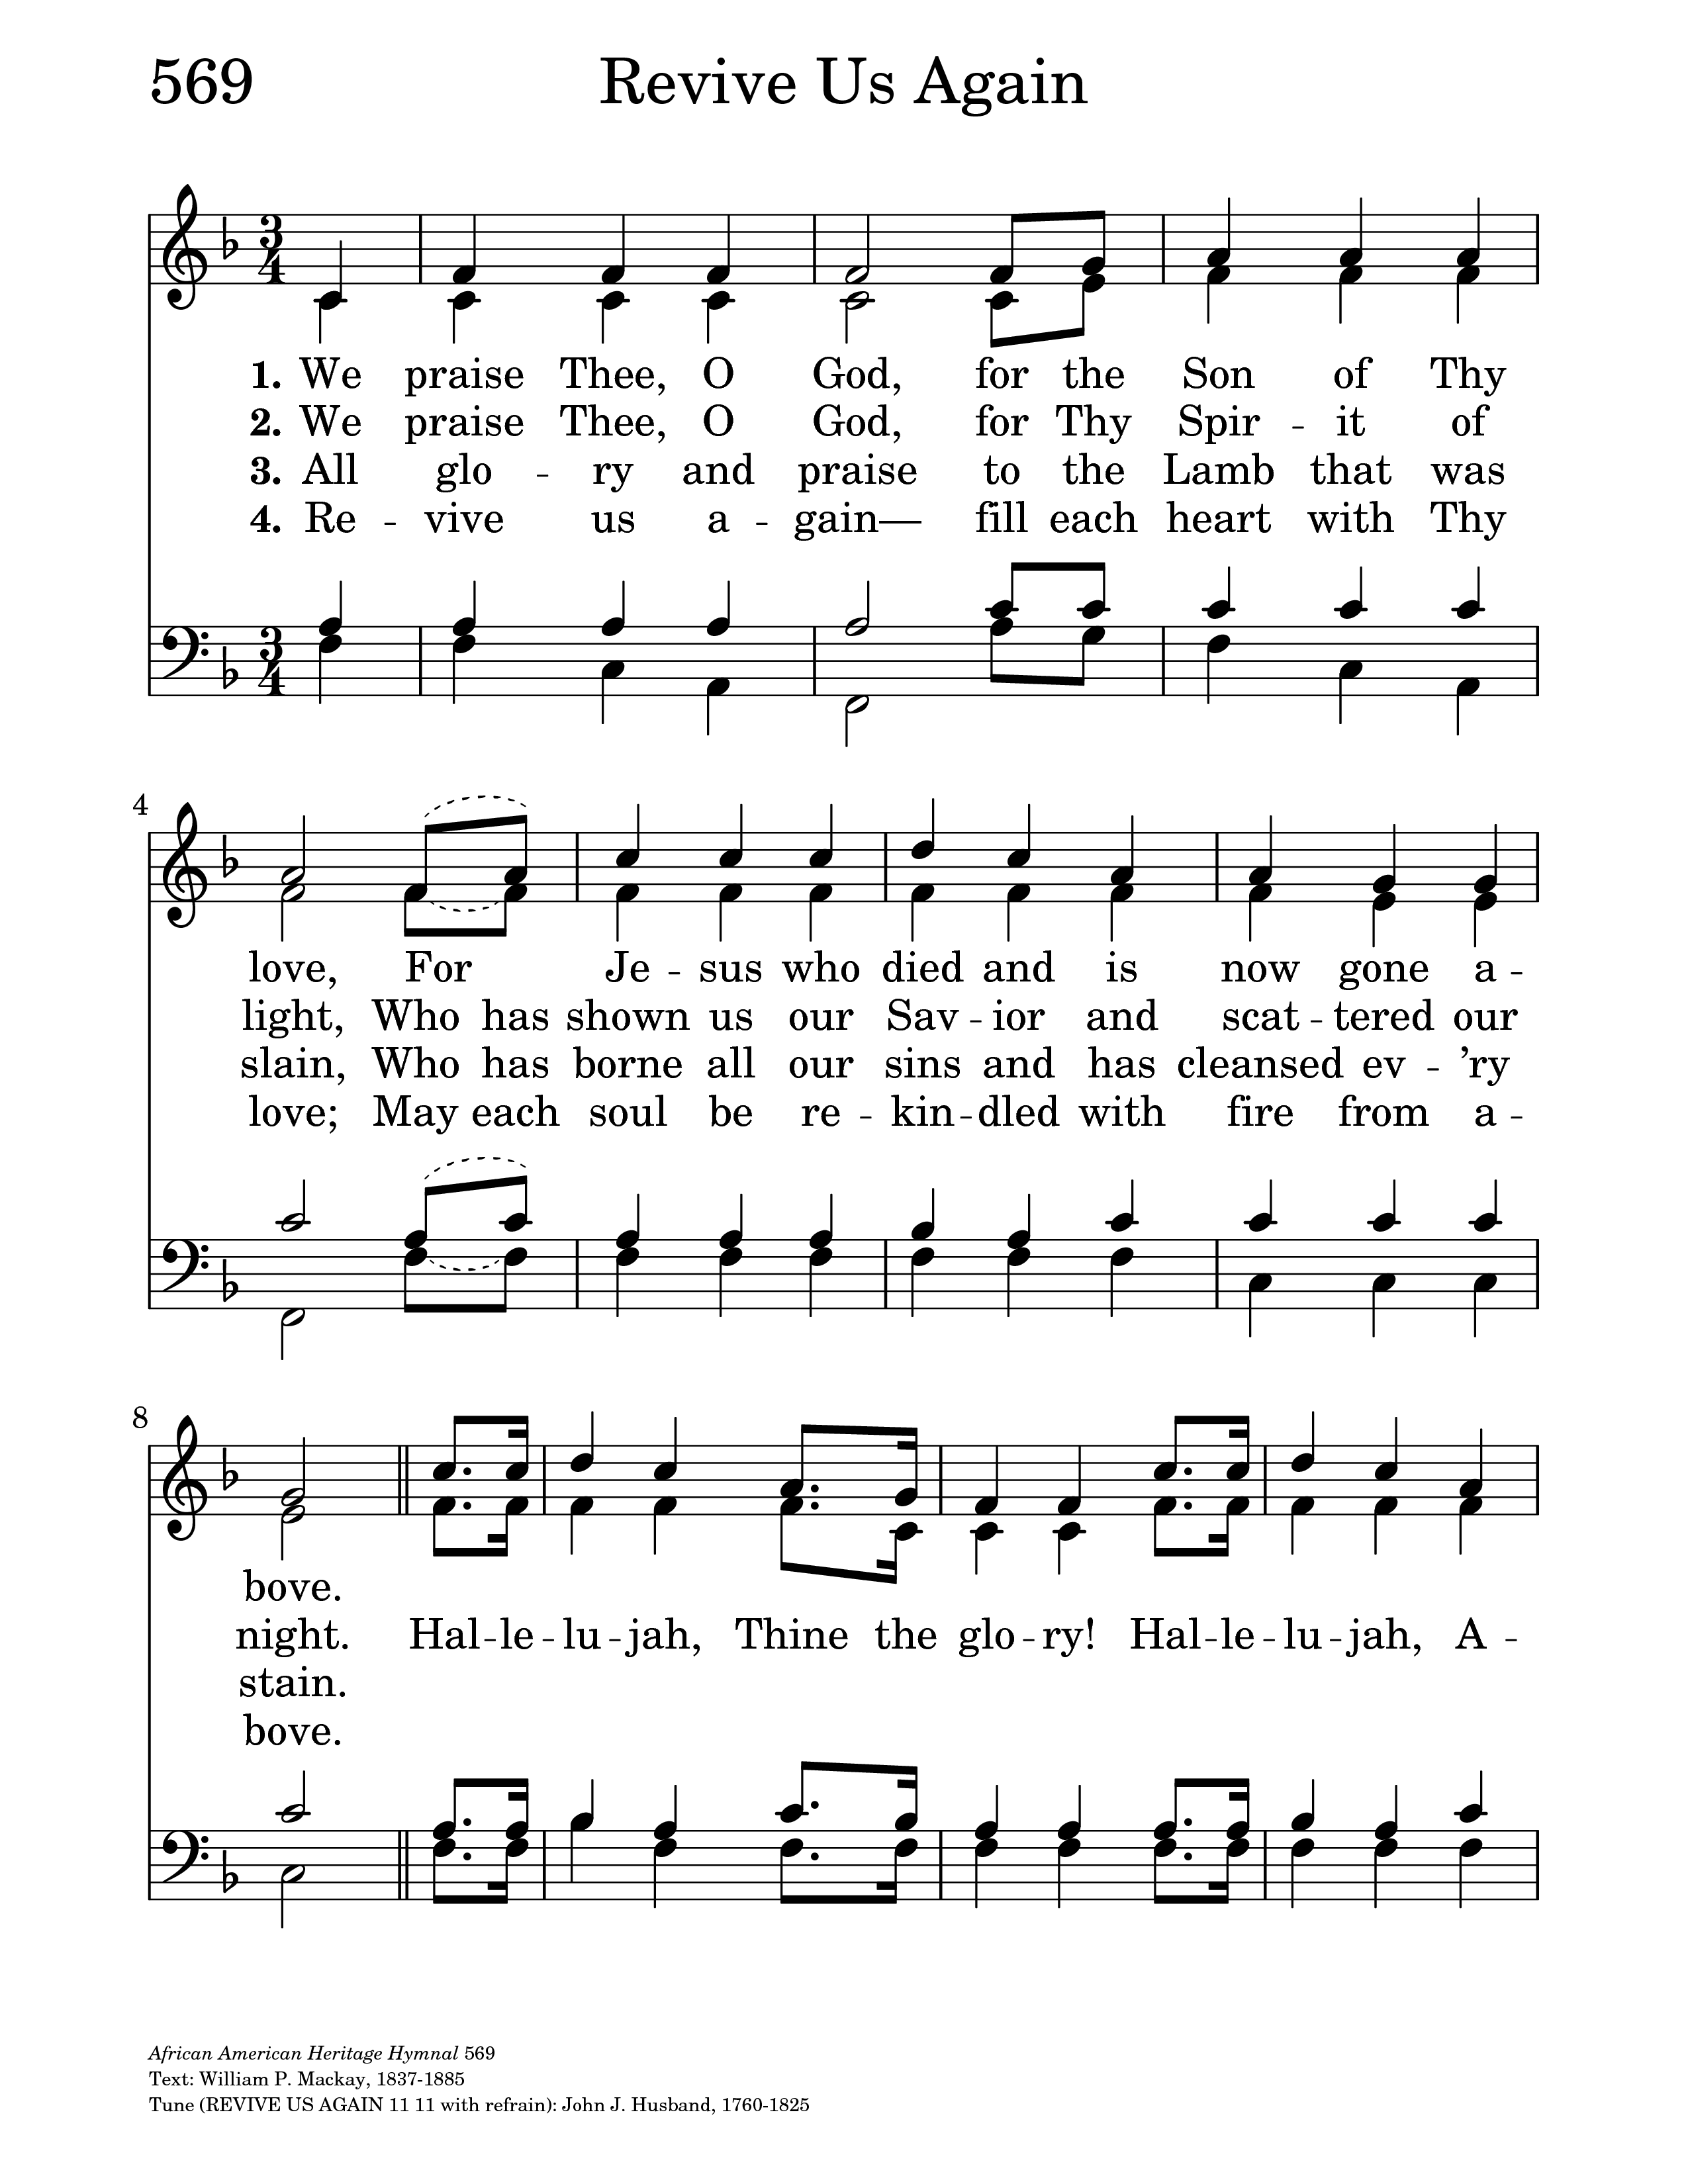 569 Revive Us Again
3
4
1. We praise Thee, O God, for the Son of Thy
2. We praise Thee, O God, for Thy Spir - it of
3. All glo - ry and praise to the Lamb that was
4. Re - vive us a - gain— fill each heart with Thy
3
4
4
love, For Je - sus who died and is now gone a -
light, Who has shown us our Sav - ior and scat - tered our
slain, Who has borne all our sins and has cleansed ev - ’ry
love; May each soul be re - kin - dled with fire from a -
8
bove.
night. Hal - le - lu - jah, Thine the glo - ry! Hal - le - lu - jah, A -
stain.
bove.
African American Heritage Hymnal 569
Text: William P. Mackay, 1837-1885
Tune (REVIVE US AGAIN 11 11 with refrain): John J. Husband, 1760-1825